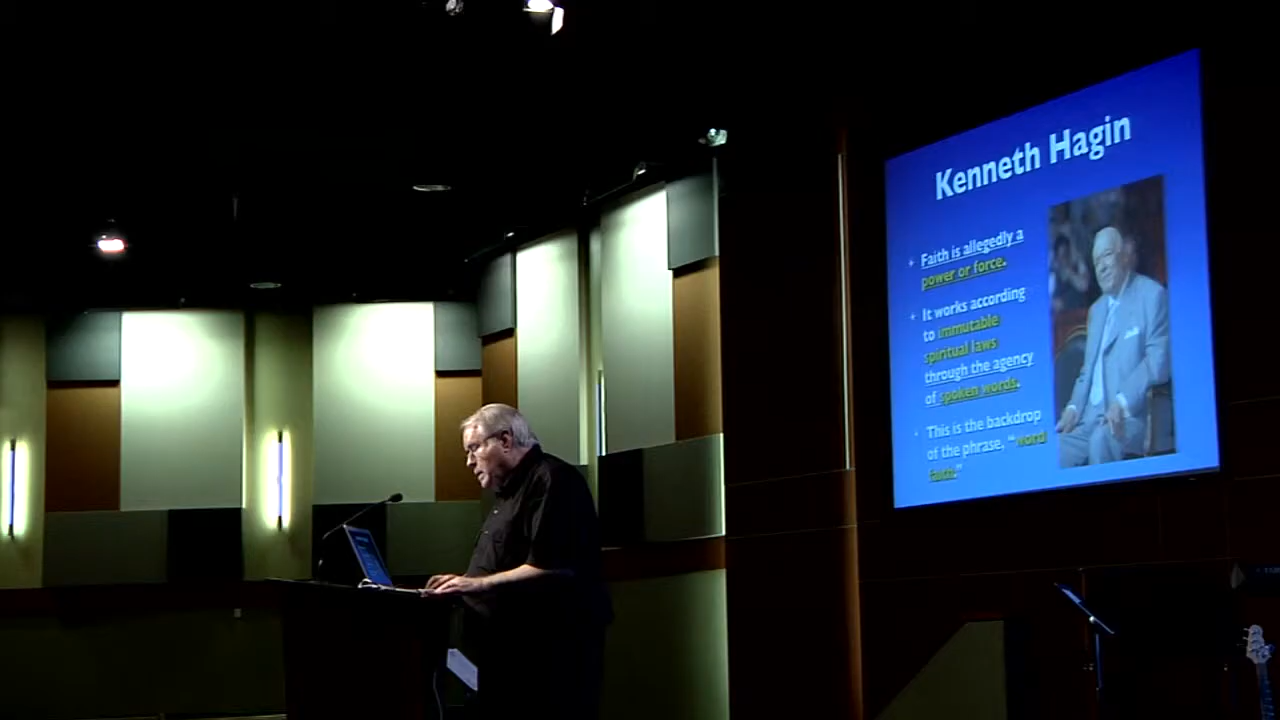 Kenneth Hagin
Faith is allegedly a
power or force.
It works according
to immutable
spiritual laws
through the agency
of spoken words.
This is the backdrop
of the phrase, "word
faith."